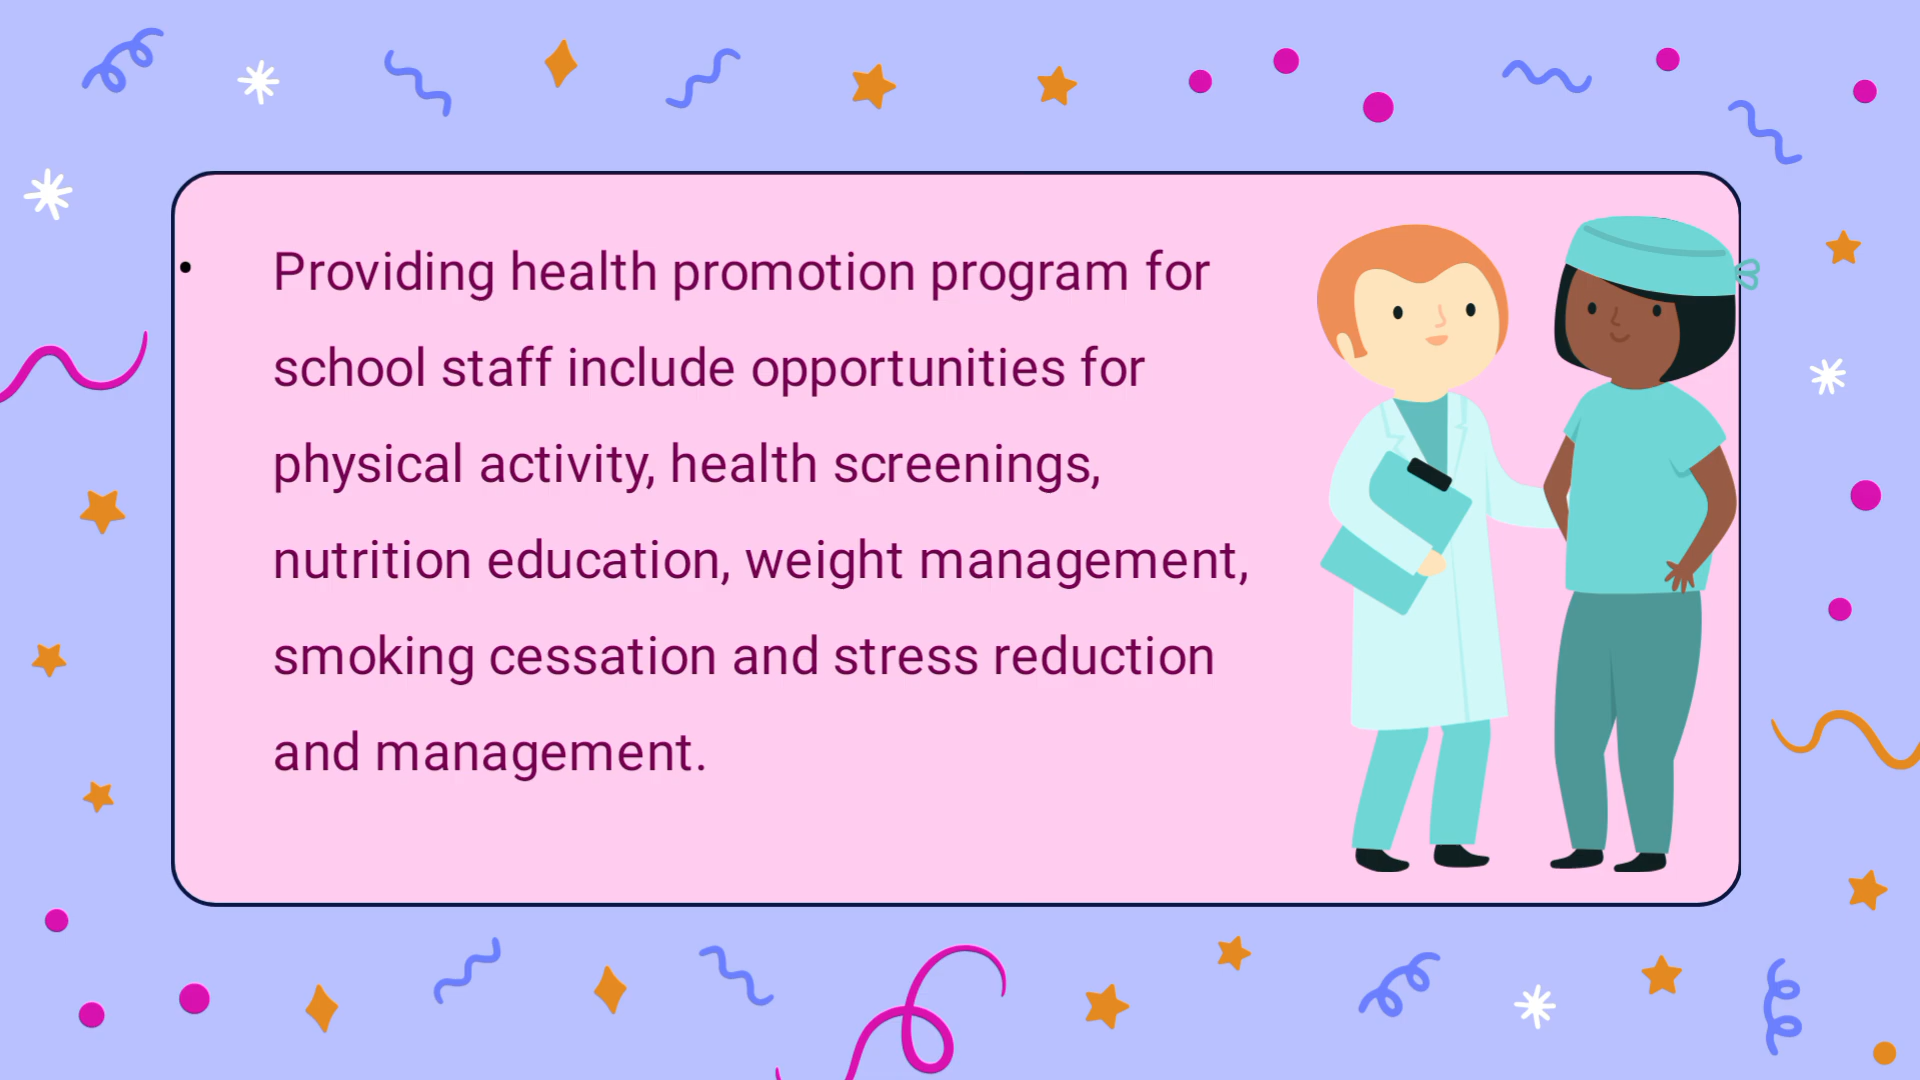 • Providing health promotion program for
school staff include opportunities for
physical activity, health screenings,
nutrition education, weight management,
smoking cessation and stress reduction
and management.